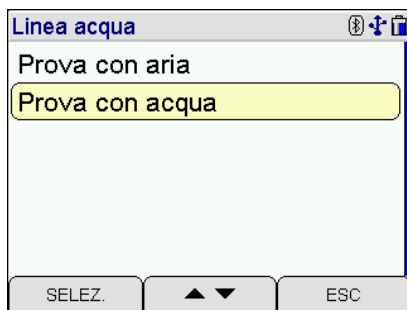 Linea acqua
Prova con aria
Prova con acqua
SELEZ. ▲ ▼ ESC